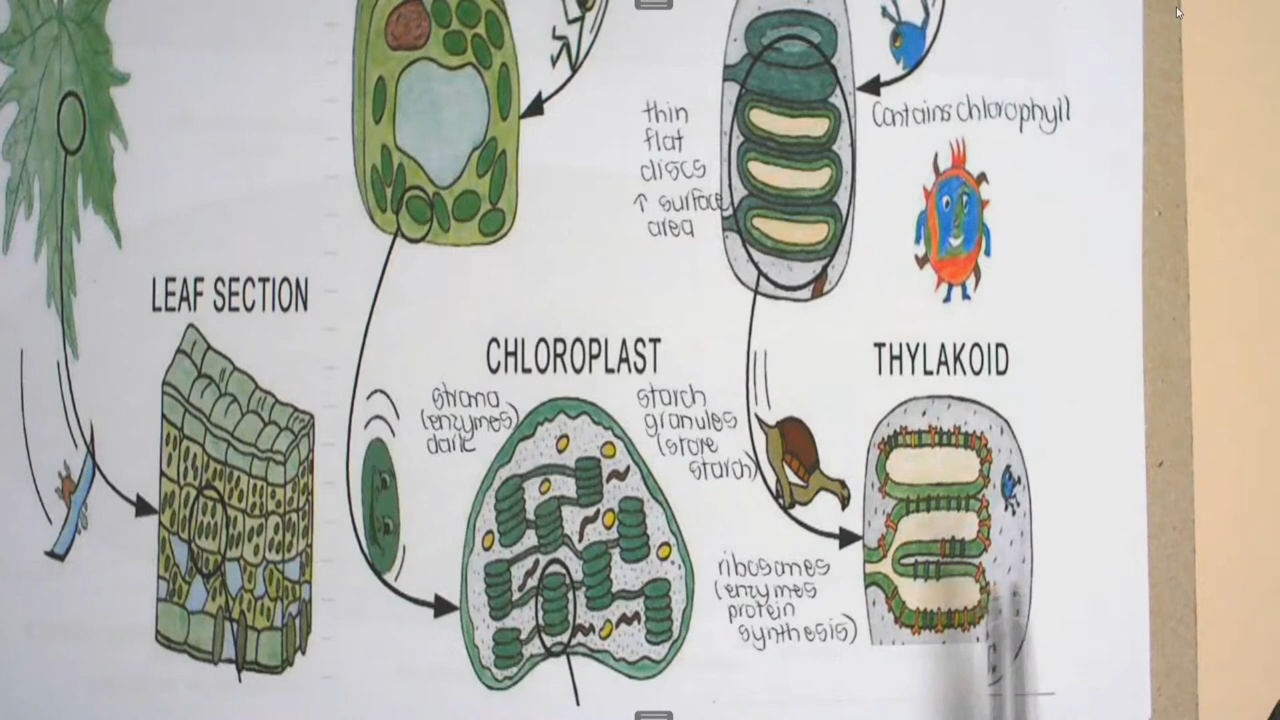 thin
flat
discs
↑ surface
area
Contains chlorophyll
LEAF SECTION
CHLOROPLAST
THYLAKOID
stroma
(enzymes)
dark
starch
granules
(store
starch)
ribosomes
(enzymes
protein
synthesis)